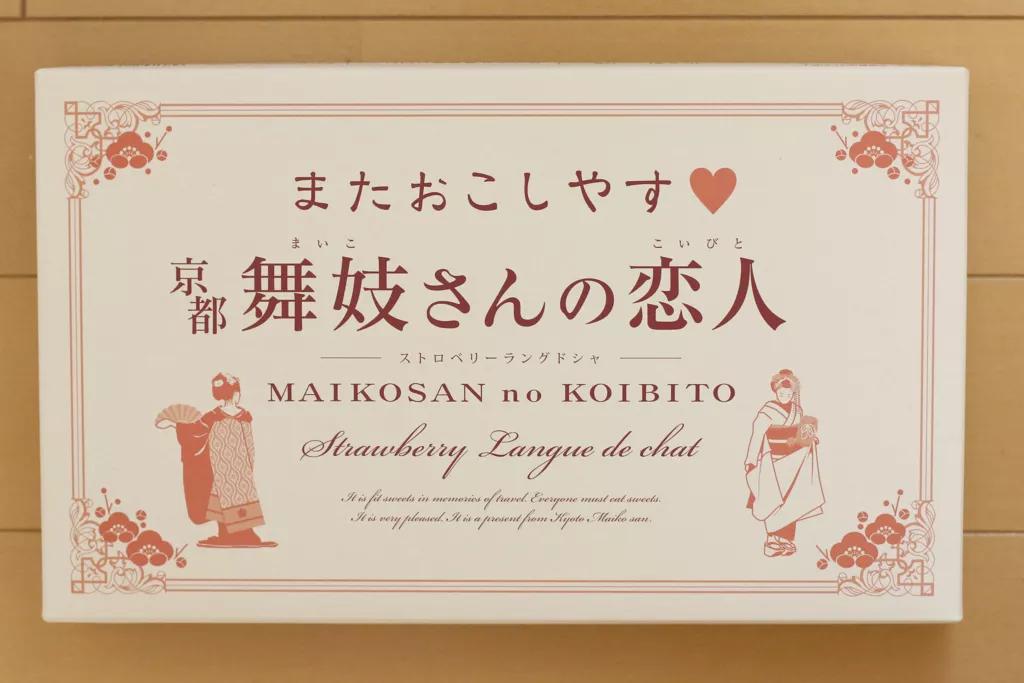 またおこしやす♥
まいこ こいびと
京都 舞妓さんの恋人
ストロベリーラングドシャ
MAIKOSAN no KOIBITO
Strawberry Langue de chat
It is fit sweets in memories of travel. Everyone must eat sweets.
It is very pleased. It is a present from Kyoto Maiko san.